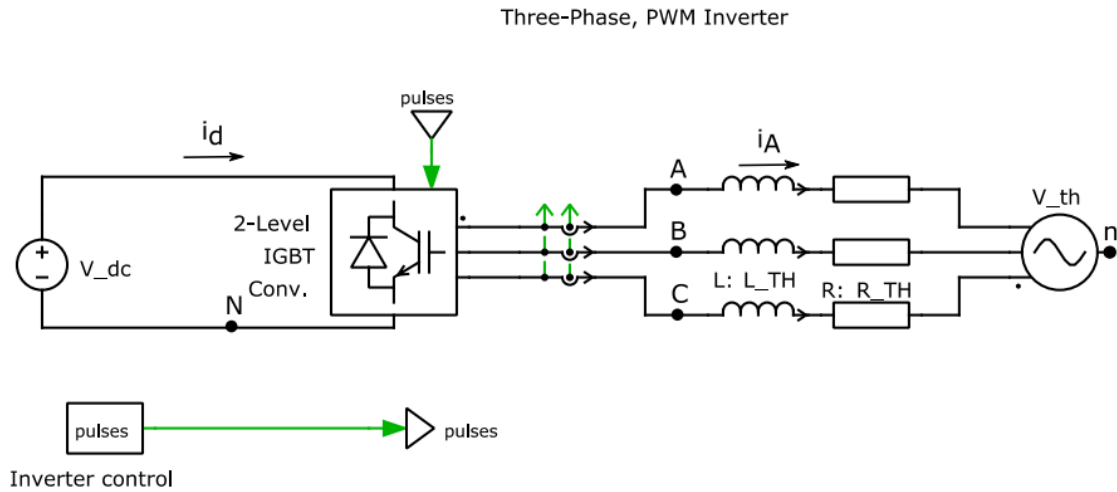 Three-Phase, PWM Inverter
pulses
i_d
i_A
A
V_th
2-Level
B
n
V_dc
IGBT
N
Conv.
C
L: L_TH
R: R_TH
pulses
pulses
Inverter control